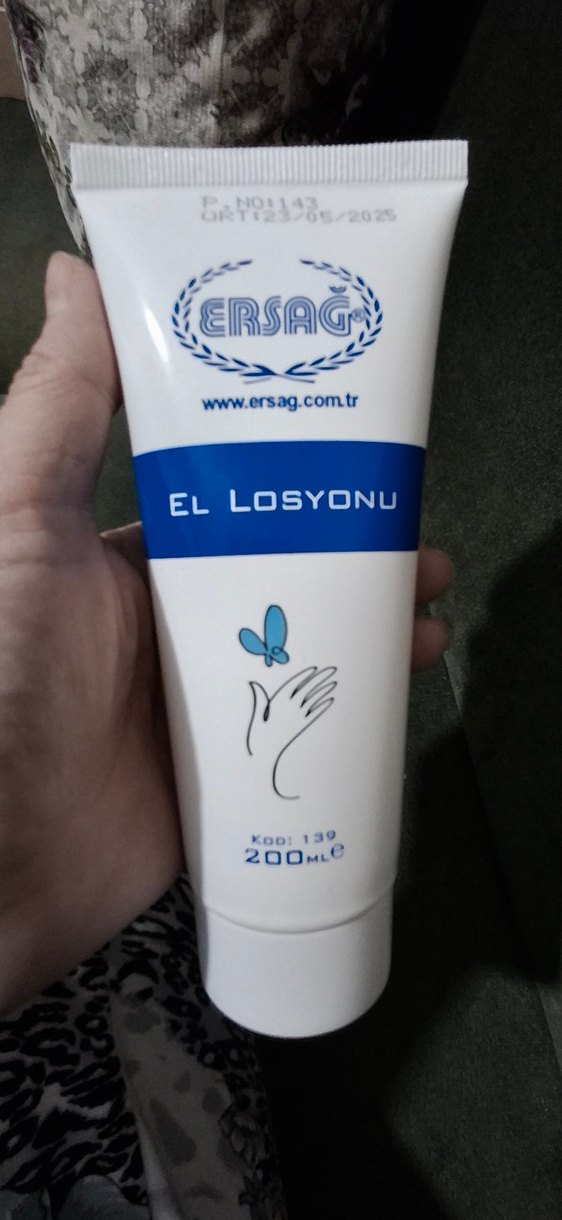 P.NO:143
ÜRT:23/05/2025
ERSAĞ®
www.ersag.com.tr
EL LOSYONU
KOD: 139
200ML℮